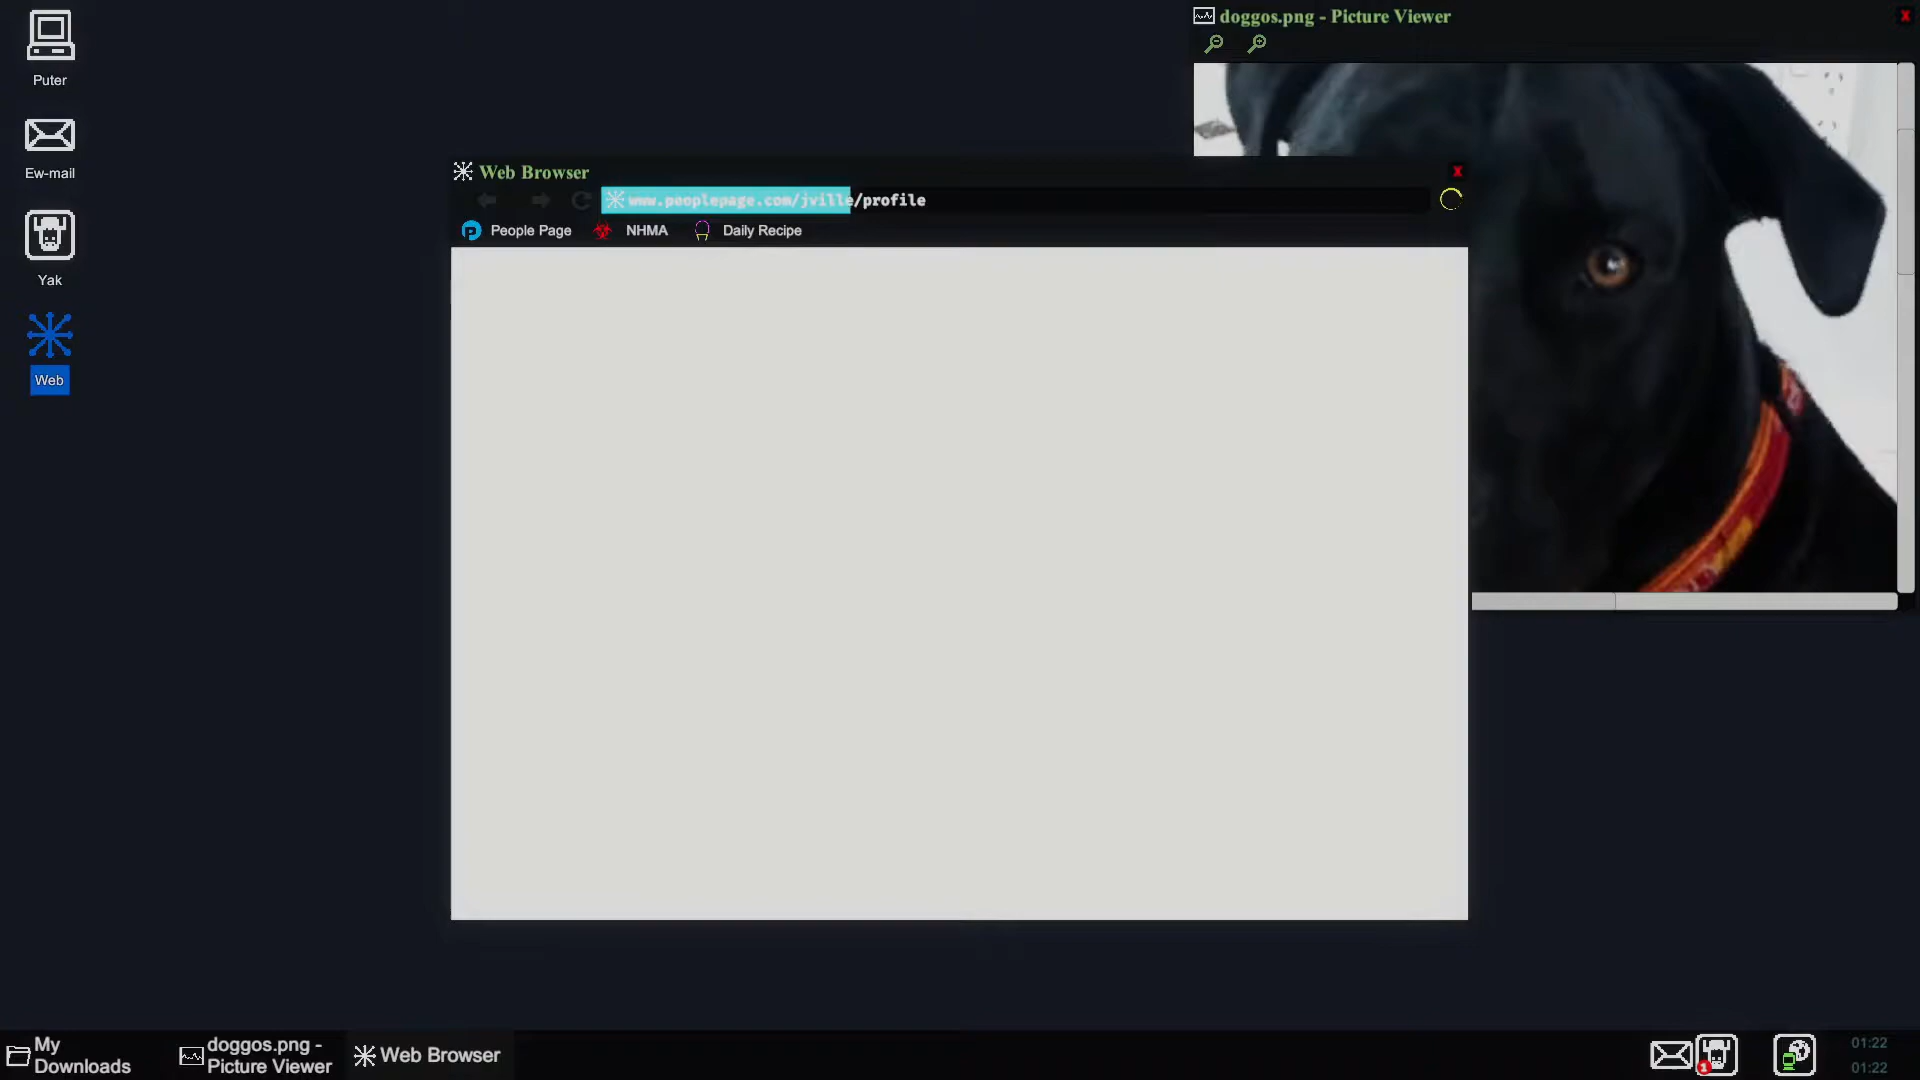 Puter
Ew-mail
Yak
Web
doggos.png - Picture Viewer
x
Web Browser
x
www.peoplepage.com/jville/profile
People Page
NHMA
Daily Recipe
My
Downloads
doggos.png -
Picture Viewer
Web Browser
1
01:22
01:22